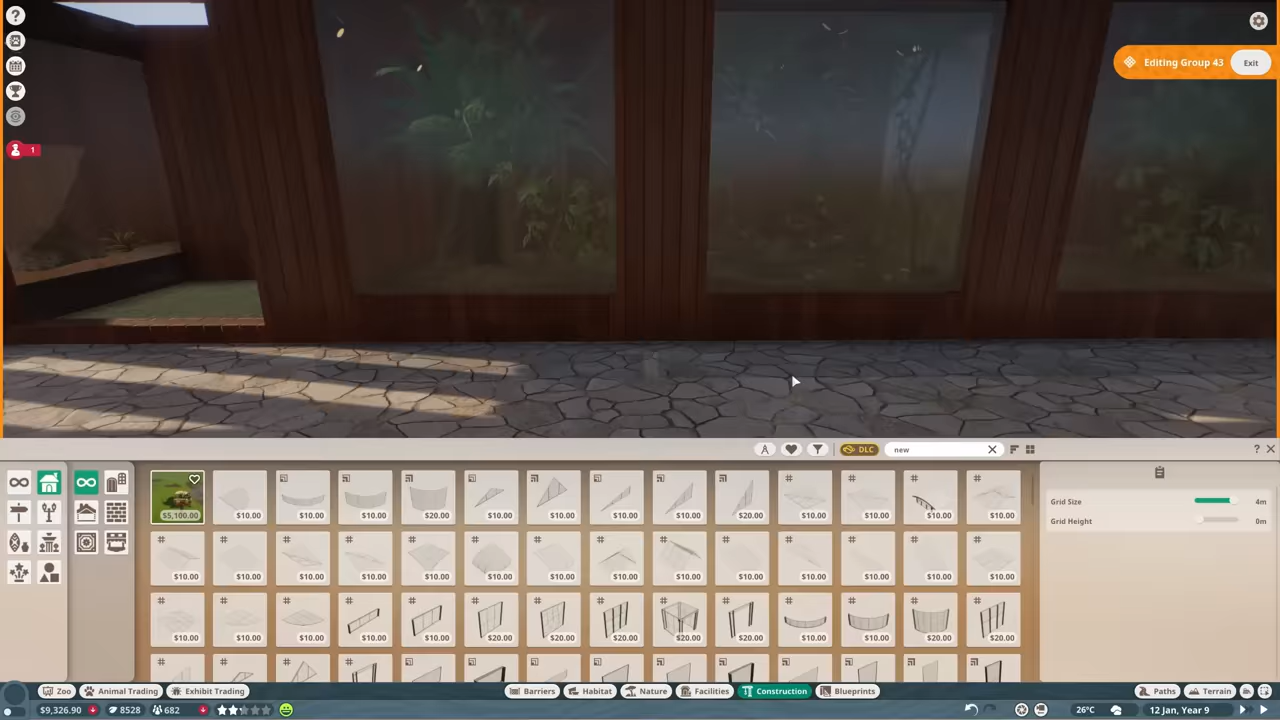 ?
Editing Group 43
Exit
1
DLC
new
?
$5,100.00 $10.00 $10.00 $10.00 $20.00 $10.00 $10.00 $10.00 $10.00 $20.00 $10.00 $10.00 $10.00 $10.00
$10.00 $10.00 $10.00 $10.00 $10.00 $10.00 $10.00 $10.00 $10.00 $10.00 $10.00 $10.00 $10.00 $10.00
$10.00 $10.00 $10.00 $10.00 $10.00 $20.00 $20.00 $20.00 $20.00 $20.00 $10.00 $10.00 $20.00 $20.00
Grid Size 4m
Grid Height 0m
Zoo Animal Trading Exhibit Trading Barriers Habitat Nature Facilities Construction Blueprints Paths Terrain
$9,326.90 8528 682 26°C 12 Jan, Year 9